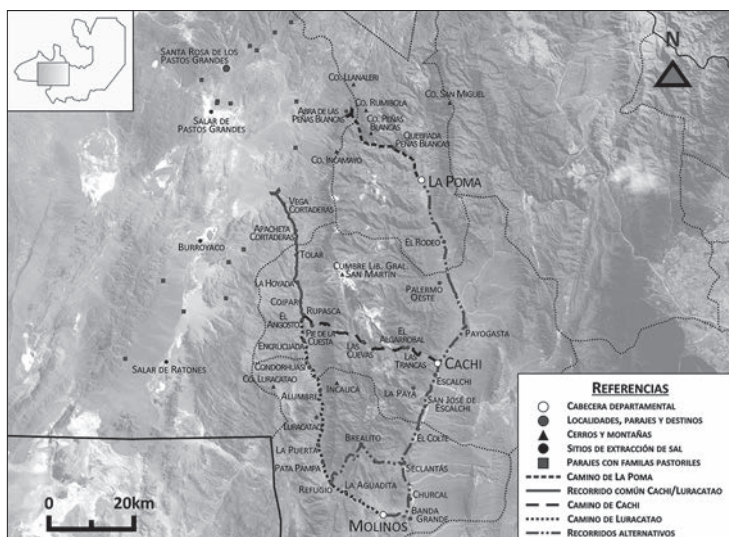 SANTA ROSA DE LOS
PASTOS GRANDES
CO. LLANALERI
N
CO. RUMIBOLA
CO. SAN MIGUEL
ABRA DE LAS
PEÑAS BLANCAS
CO. PEÑAS
BLANCAS
SALAR DE
PASTOS GRANDES
QUEBRADA
PEÑAS BLANCAS
CO. INCAMAYO
LA POMA
VEGA
CORTADERAS
APACHETA
CORTADERAS
EL RODEO
BURROYACO
TOLAR
CUMBRE LIB. GRAL.
SAN MARTÍN
LA HOYADA
PALERMO
OESTE
COIPARI
RUPASCA
EL
ANGOSTO
PIE DE LA
CUESTA
EL
ALGARROBAL
PAYOGASTA
ENCRUCIJADA
LAS
CUEVAS
LAS
TRANCAS
CACHI
SALAR DE RATONES
CONDORHUASI
ESCALCHI
CO. LURACATAO
INCAUCA
LA PAYA
ALUMBRE
SAN JOSÉ DE
ESCALCHI
LURACATAO
BREALITO
EL COLTE
LA PUERTA
PATA PAMPA
SECLANTÁS
LA AGUADITA
REFUGIO
CHURCAL
BANDA
GRANDE
MOLINOS
0 20KM
REFERENCIAS
CABECERA DEPARTAMENTAL
LOCALIDADES, PARAJES Y DESTINOS
CERROS Y MONTAÑAS
SITIOS DE EXTRACCIÓN DE SAL
PARAJES CON FAMILAS PASTORILES
CAMINO DE LA POMA
RECORRIDO COMÚN CACHI/LURACATAO
CAMINO DE CACHI
CAMINO DE LURACATAO
RECORRIDOS ALTERNATIVOS